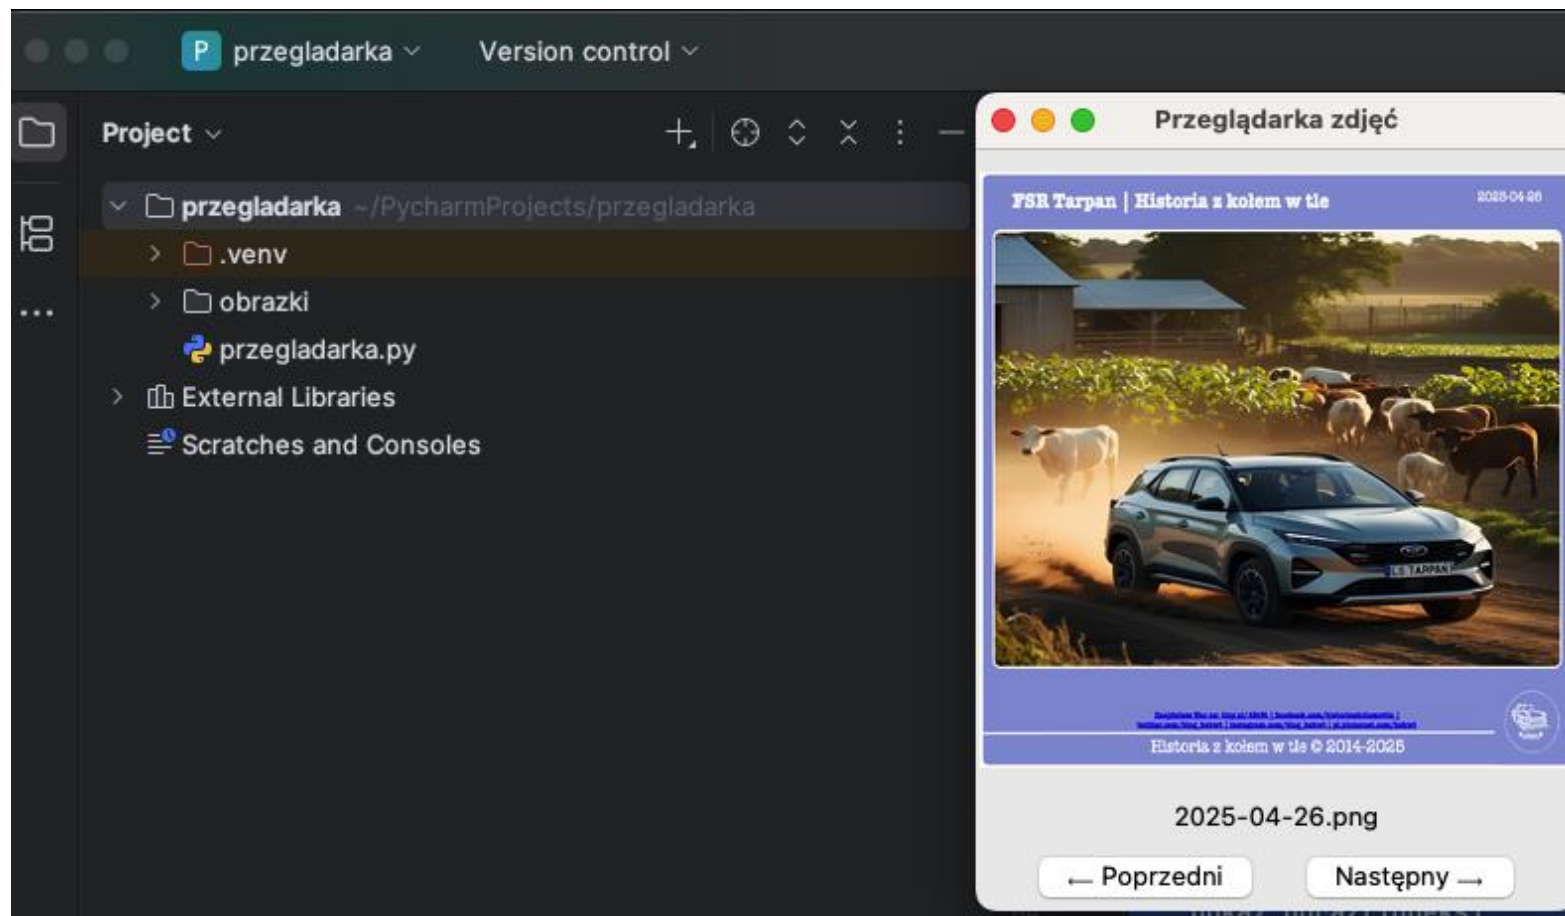 P przegladarka Version control
Project
przegladarka ~/PycharmProjects/przegladarka
.venv
obrazki
przegladarka.py
External Libraries
Scratches and Consoles
Przeglądarka zdjęć
FSR Tarpan | Historia z kołem w tle 2025-04-26
TARPAN
Historia z kołem w tle © 2014-2025
2025-04-26.png
← Poprzedni Następny →